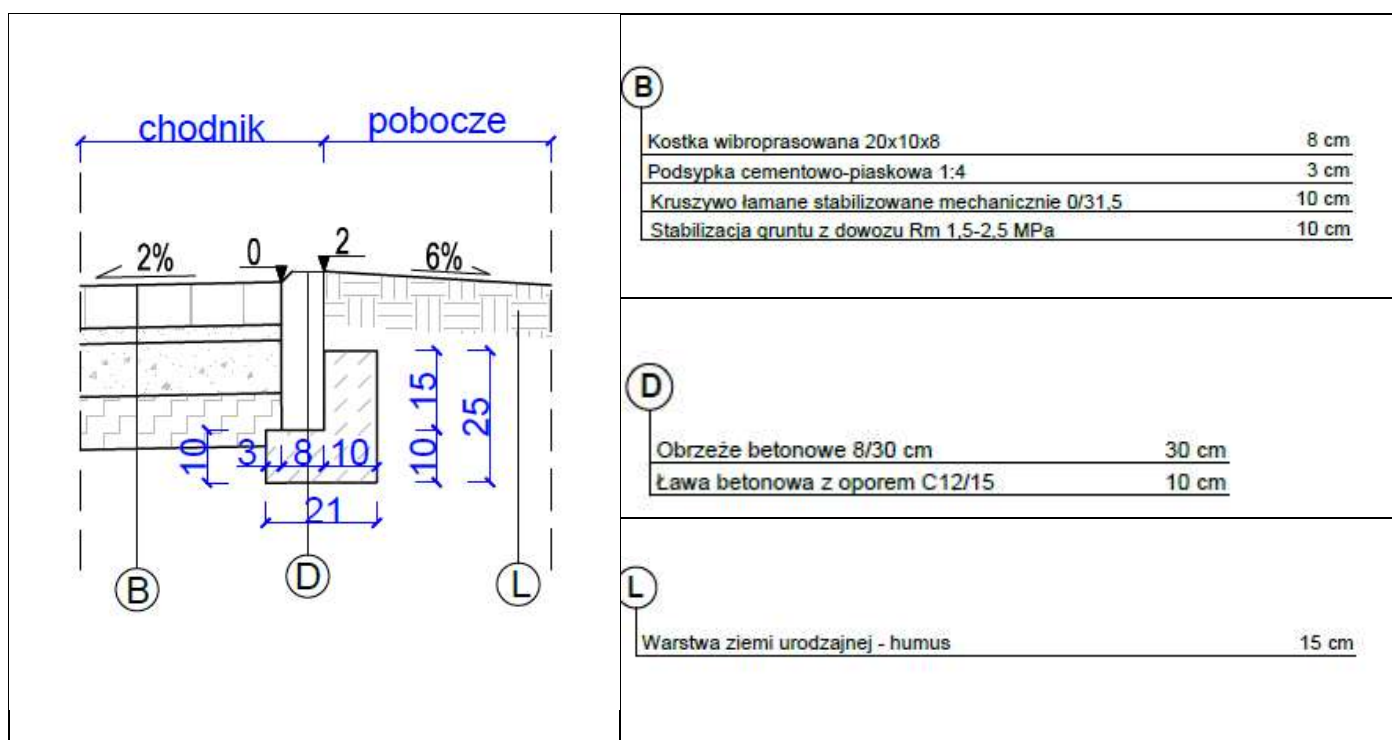 chodnik pobocze
2% 0 2 6%
15
25
10 3 8 10 10
21
B D L
B
Kostka wibroprasowana 20x10x8 8 cm
Podsypka cementowo-piaskowa 1:4 3 cm
Kruszywo łamane stabilizowane mechanicznie 0/31,5 10 cm
Stabilizacja gruntu z dowozu Rm 1,5-2,5 MPa 10 cm
D
Obrzeże betonowe 8/30 cm 30 cm
Ława betonowa z oporem C12/15 10 cm
L
Warstwa ziemi urodzajnej - humus 15 cm